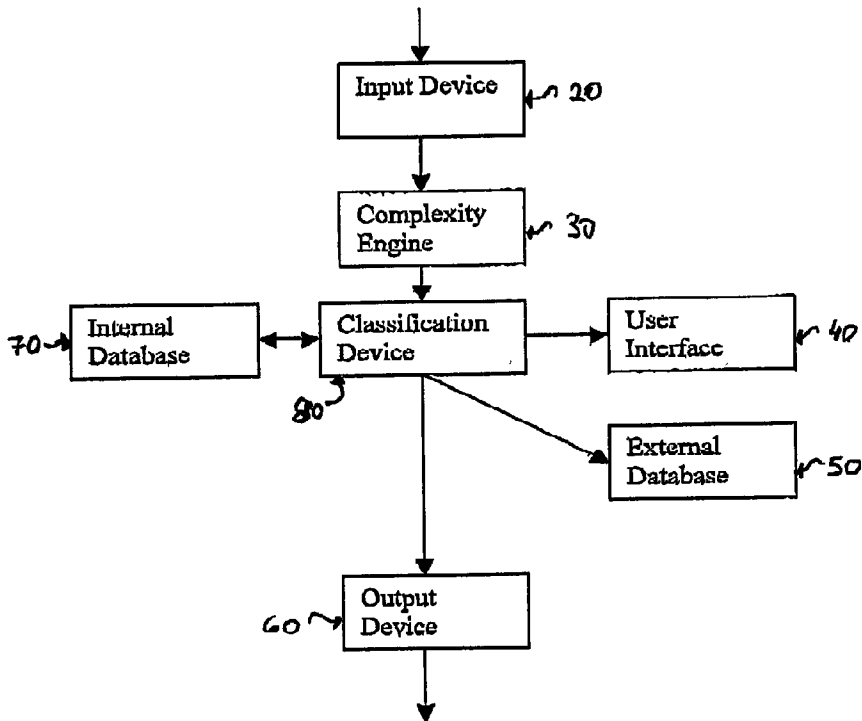 Input Device
20
Complexity
Engine
30
Internal
Database
70
Classification
Device
80
User
Interface
40
External
Database
50
Output
Device
60